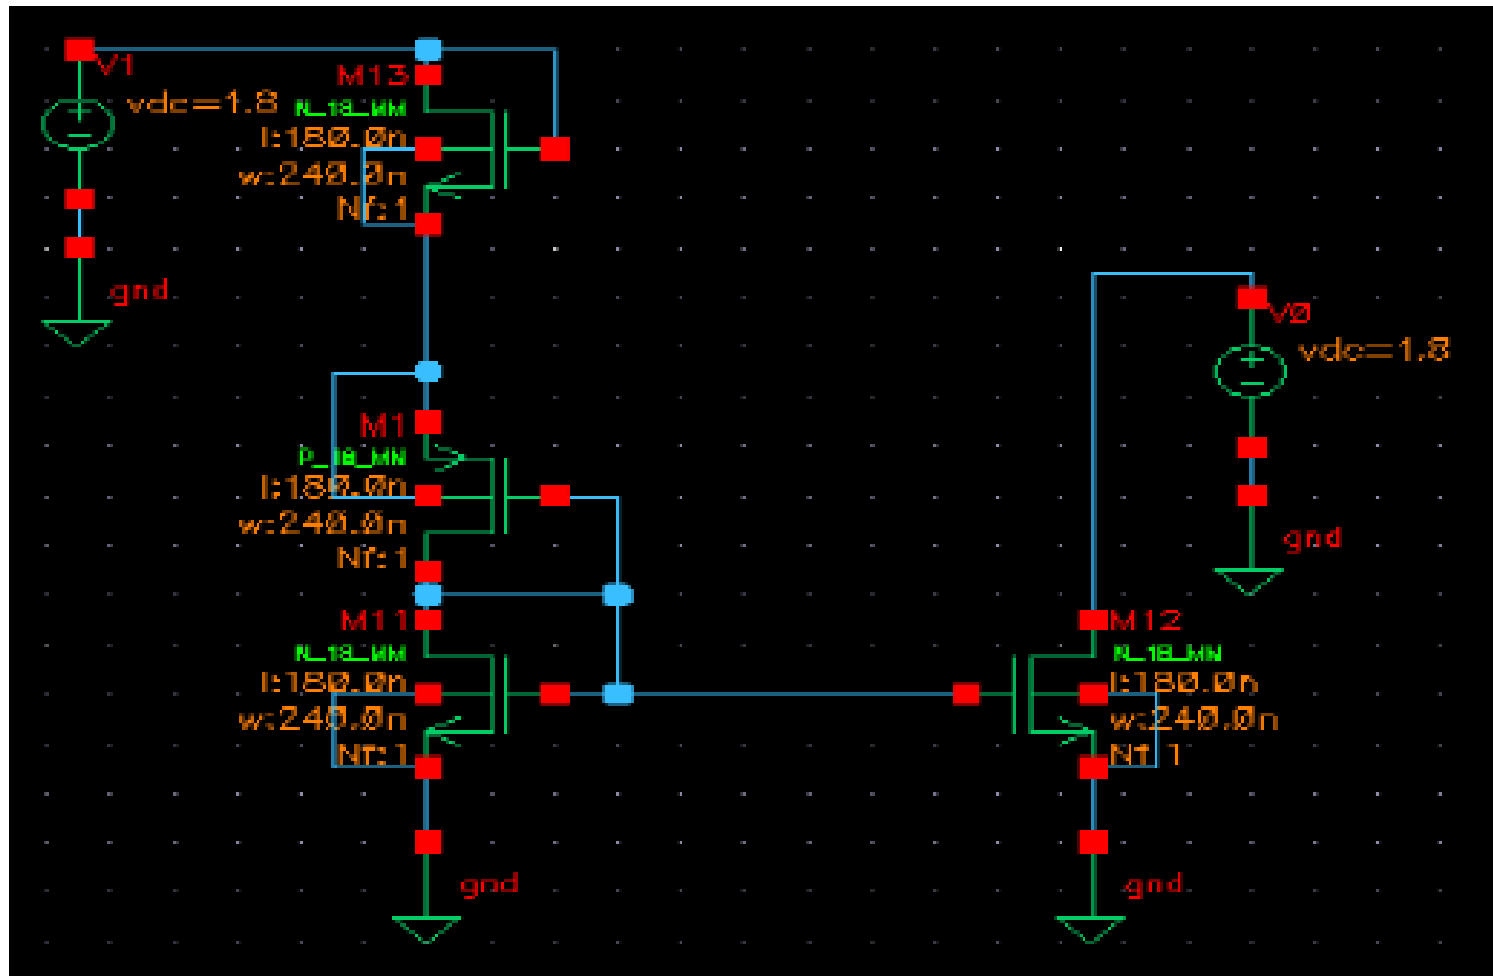 V1
vdc=1.8
gnd
M13
N_18_MM
l:180.0n
w:240.0n
Nf:1
M1
P_18_MM
l:180.0n
w:240.0n
Nf:1
M11
N_18_MM
l:180.0n
w:240.0n
Nf:1
gnd
V0
vdc=1.8
gnd
M12
N_18_MM
l:180.0n
w:240.0n
Nf:1
gnd